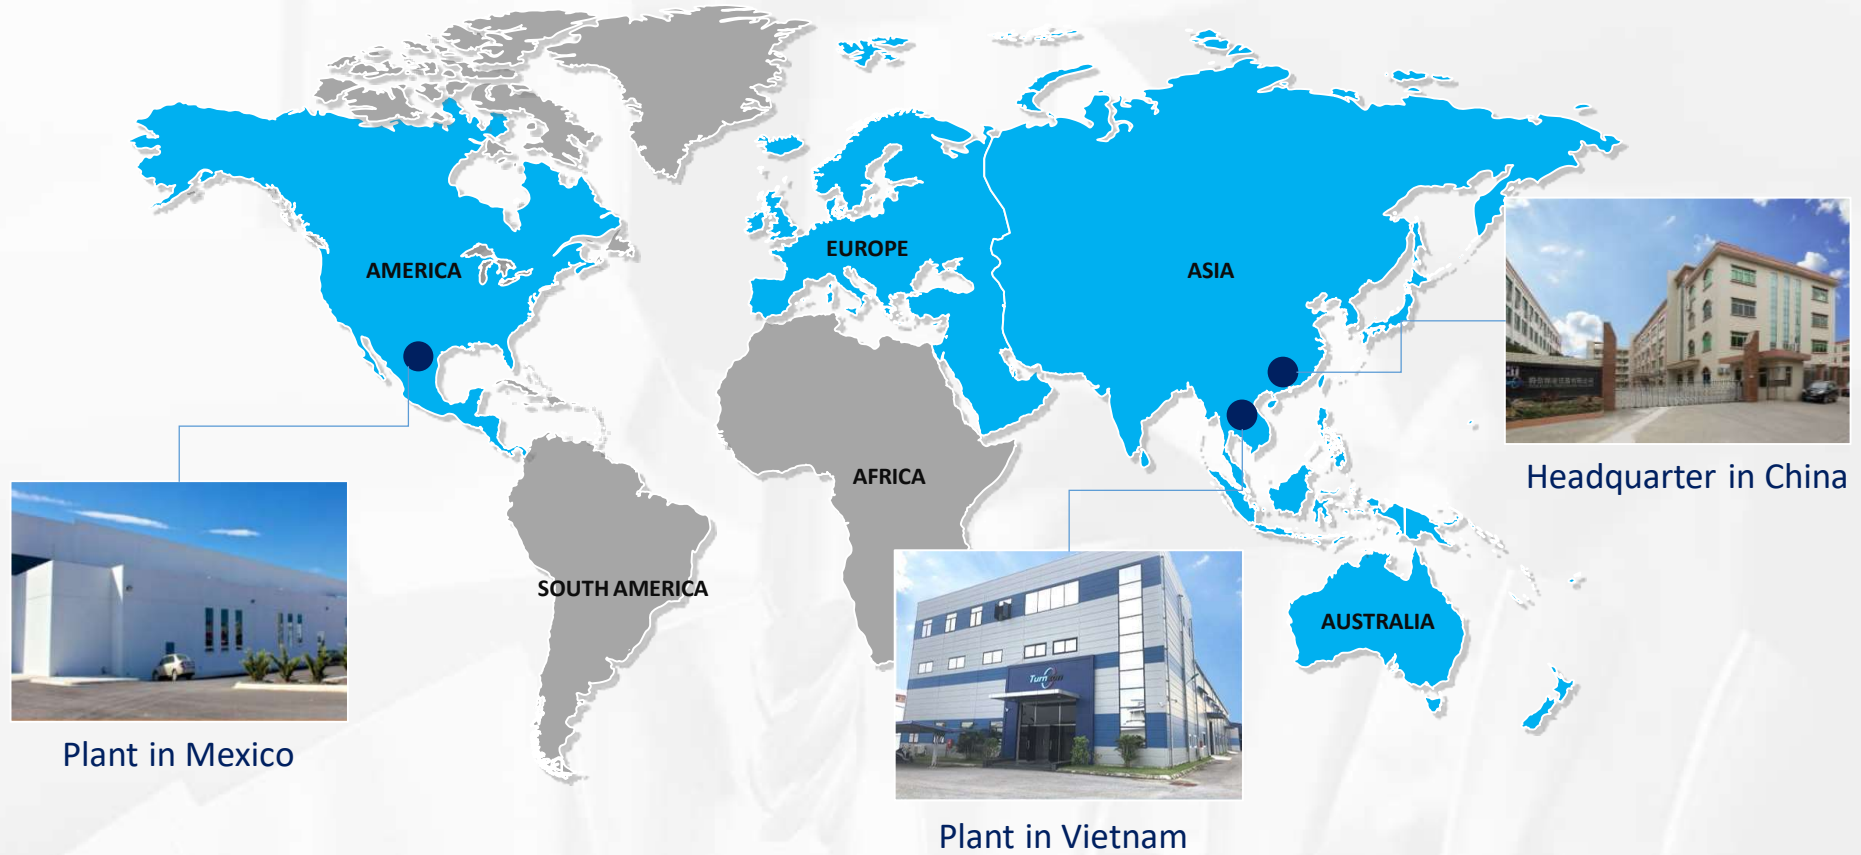 AMERICA
EUROPE
ASIA
AFRICA
SOUTH AMERICA
AUSTRALIA
Headquarter in China
Plant in Mexico
Plant in Vietnam